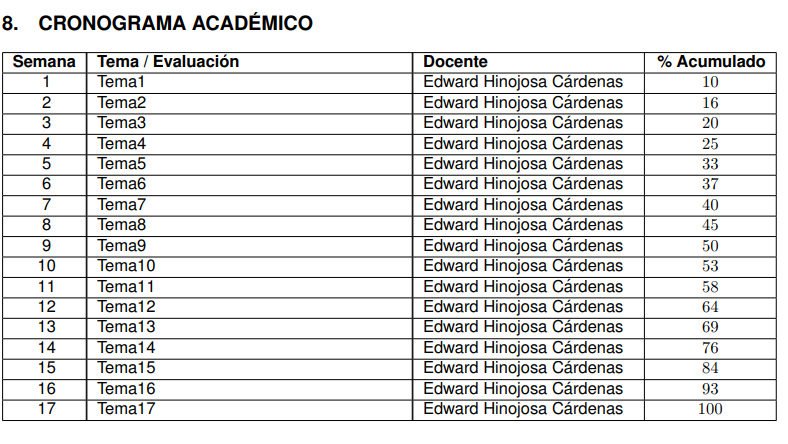 8. CRONOGRAMA ACADÉMICO
Semana Tema / Evaluación Docente % Acumulado
1 Tema1 Edward Hinojosa Cárdenas 10
2 Tema2 Edward Hinojosa Cárdenas 16
3 Tema3 Edward Hinojosa Cárdenas 20
4 Tema4 Edward Hinojosa Cárdenas 25
5 Tema5 Edward Hinojosa Cárdenas 33
6 Tema6 Edward Hinojosa Cárdenas 37
7 Tema7 Edward Hinojosa Cárdenas 40
8 Tema8 Edward Hinojosa Cárdenas 45
9 Tema9 Edward Hinojosa Cárdenas 50
10 Tema10 Edward Hinojosa Cárdenas 53
11 Tema11 Edward Hinojosa Cárdenas 58
12 Tema12 Edward Hinojosa Cárdenas 64
13 Tema13 Edward Hinojosa Cárdenas 69
14 Tema14 Edward Hinojosa Cárdenas 76
15 Tema15 Edward Hinojosa Cárdenas 84
16 Tema16 Edward Hinojosa Cárdenas 93
17 Tema17 Edward Hinojosa Cárdenas 100